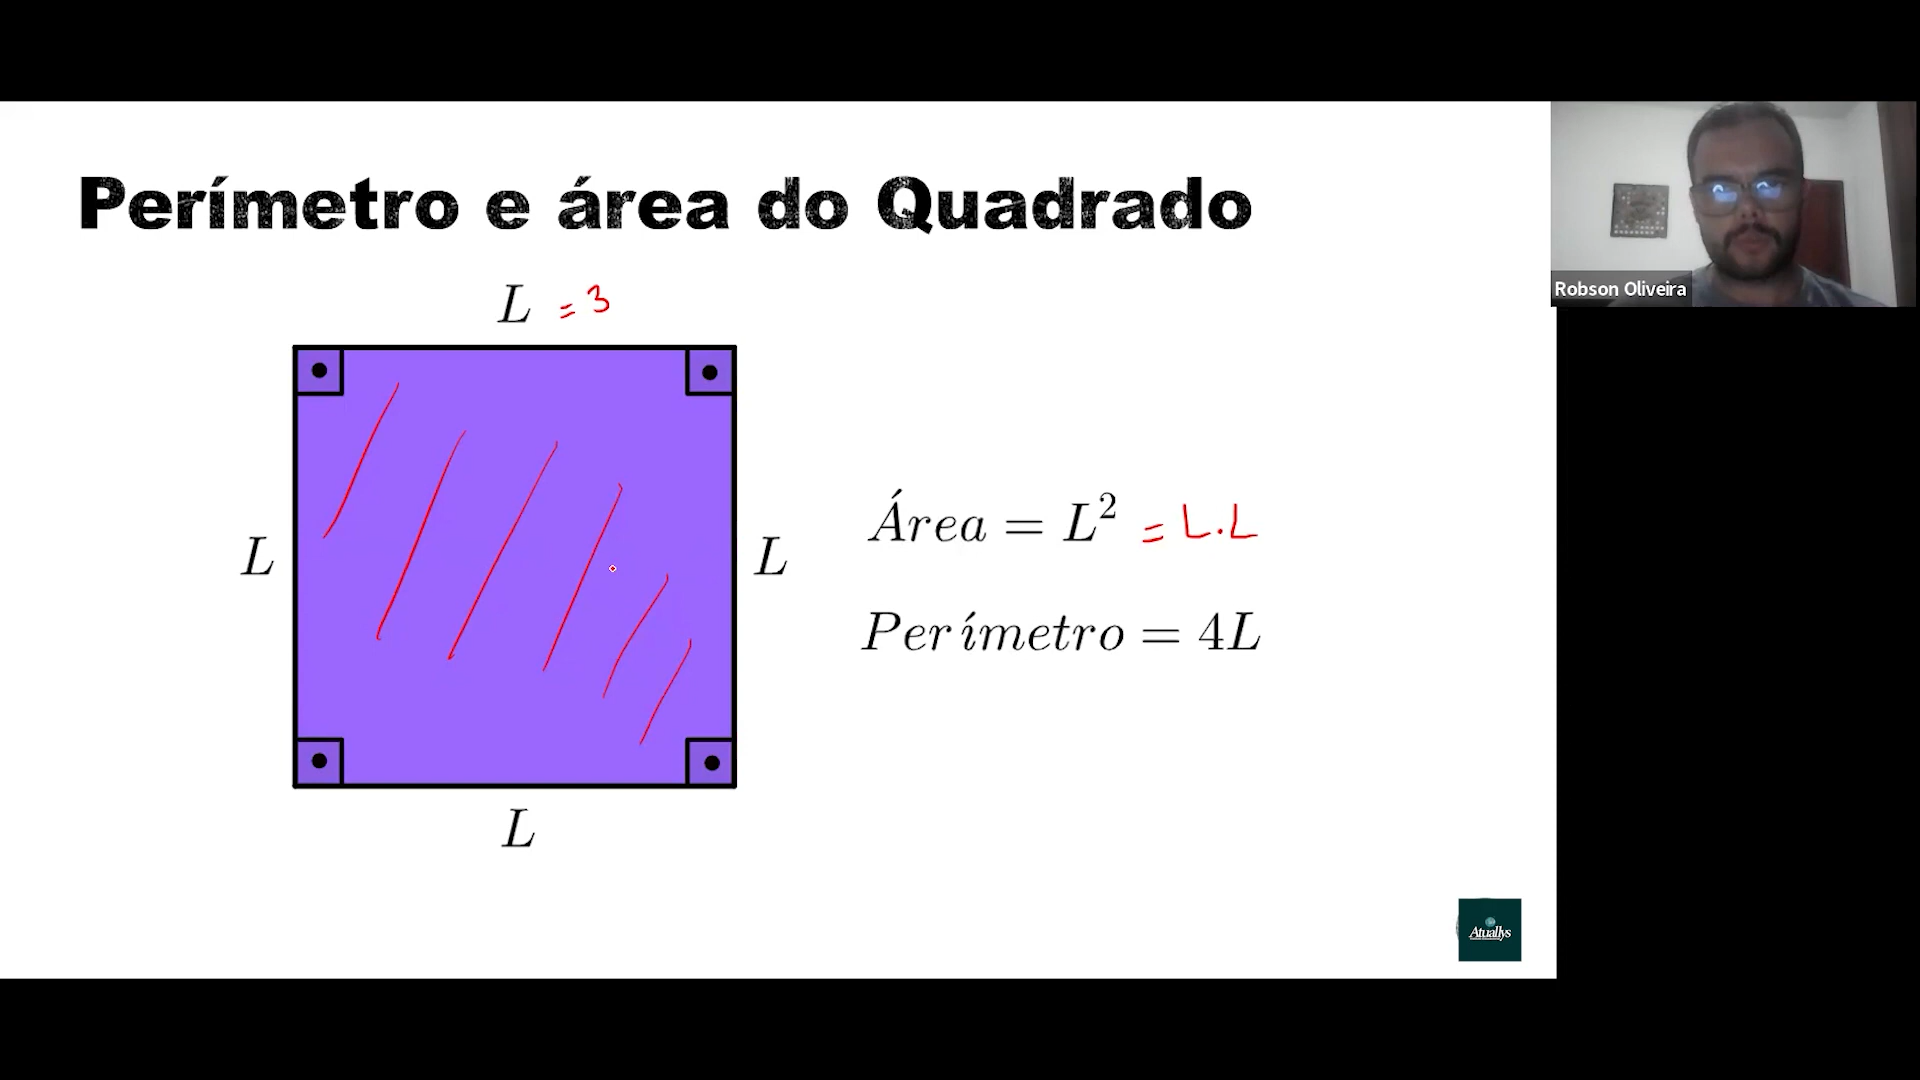 Perímetro e área do Quadrado
Robson Oliveira
L = 3
L
L
Área = L² = L.L
Perímetro = 4L
L
Atuallys